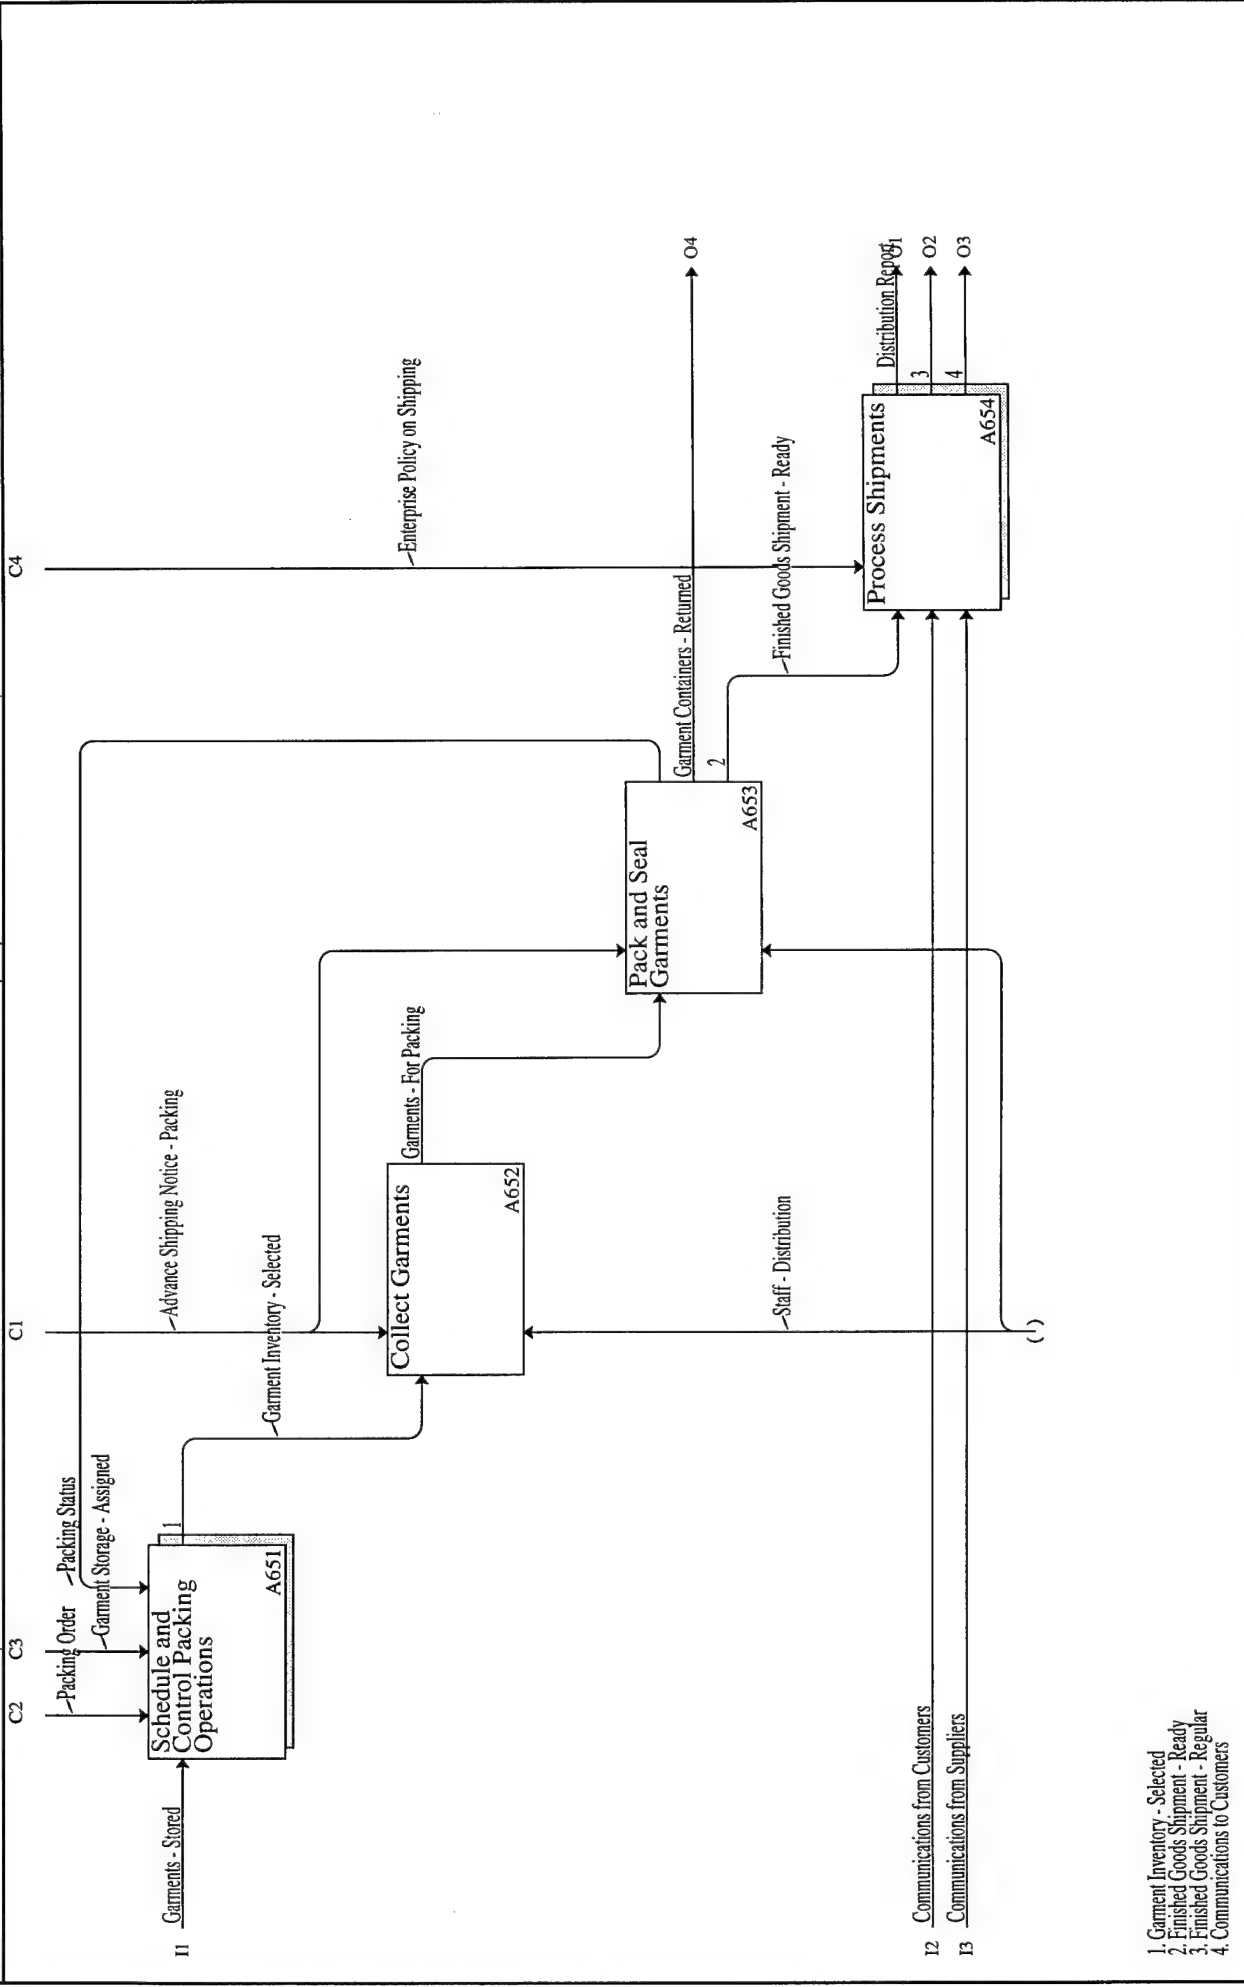 C2
C3
C1
C4
Packing Order
Packing Status
Garment Storage - Assigned
Advance Shipping Notice - Packing
Enterprise Policy on Shipping
I1
Garments - Stored
Schedule and
Control Packing
Operations
A651
1
Garment Inventory - Selected
Collect Garments
A652
Garments - For Packing
Pack and Seal
Garments
A653
Garment Containers - Returned
O4
2
Finished Goods Shipment - Ready
Staff - Distribution
Process Shipments
A654
Distribution Report
O1
3
O2
4
O3
I2
Communications from Customers
I3
Communications from Suppliers
( )
1. Garment Inventory - Selected
2. Finished Goods Shipment - Ready
3. Finished Goods Shipment - Regular
4. Communications to Customers